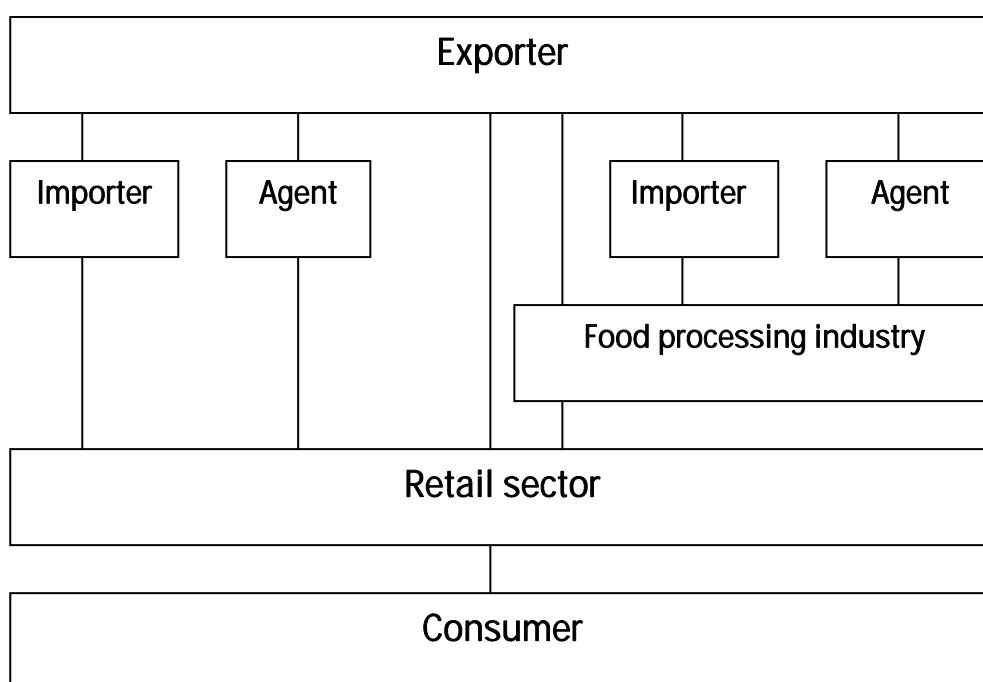 Exporter
Importer
Agent
Importer
Agent
Food processing industry
Retail sector
Consumer